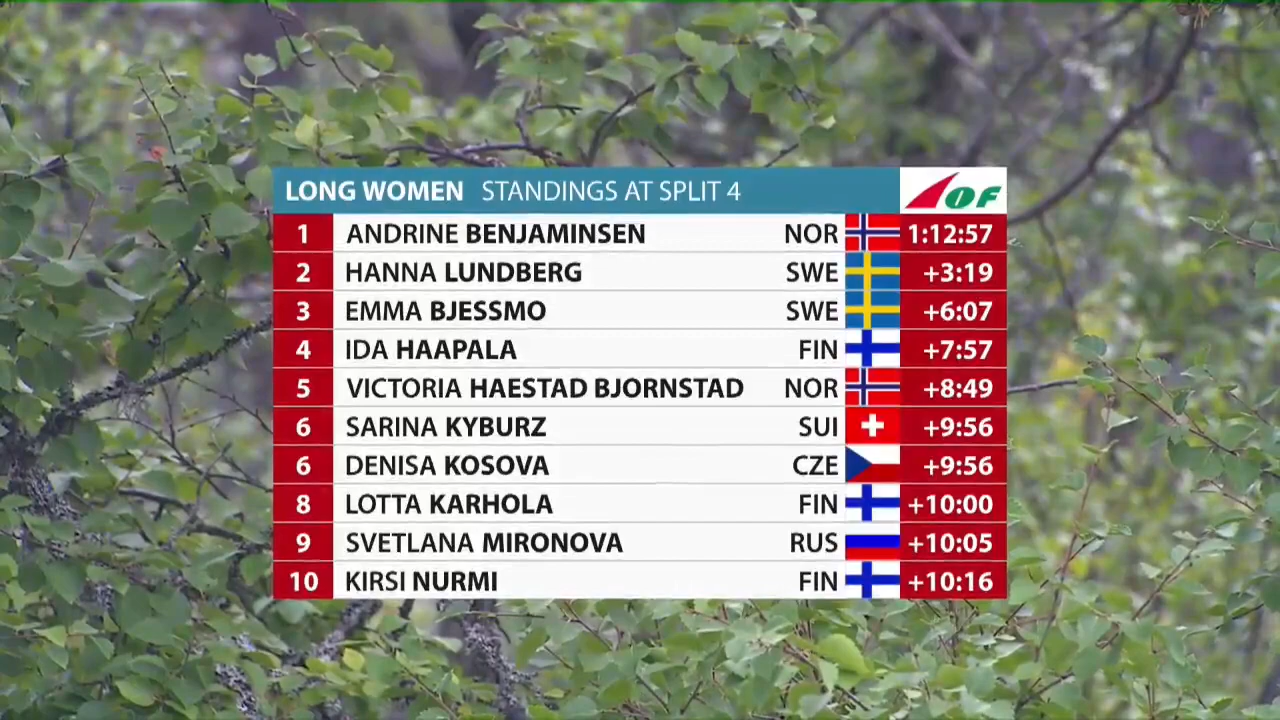 LONG WOMEN STANDINGS AT SPLIT 4 IOF
1 ANDRINE BENJAMINSEN NOR 1:12:57
2 HANNA LUNDBERG SWE +3:19
3 EMMA BJESSMO SWE +6:07
4 IDA HAAPALA FIN +7:57
5 VICTORIA HAESTAD BJORNSTAD NOR +8:49
6 SARINA KYBURZ SUI +9:56
6 DENISA KOSOVA CZE +9:56
8 LOTTA KARHOLA FIN +10:00
9 SVETLANA MIRONOVA RUS +10:05
10 KIRSI NURMI FIN +10:16